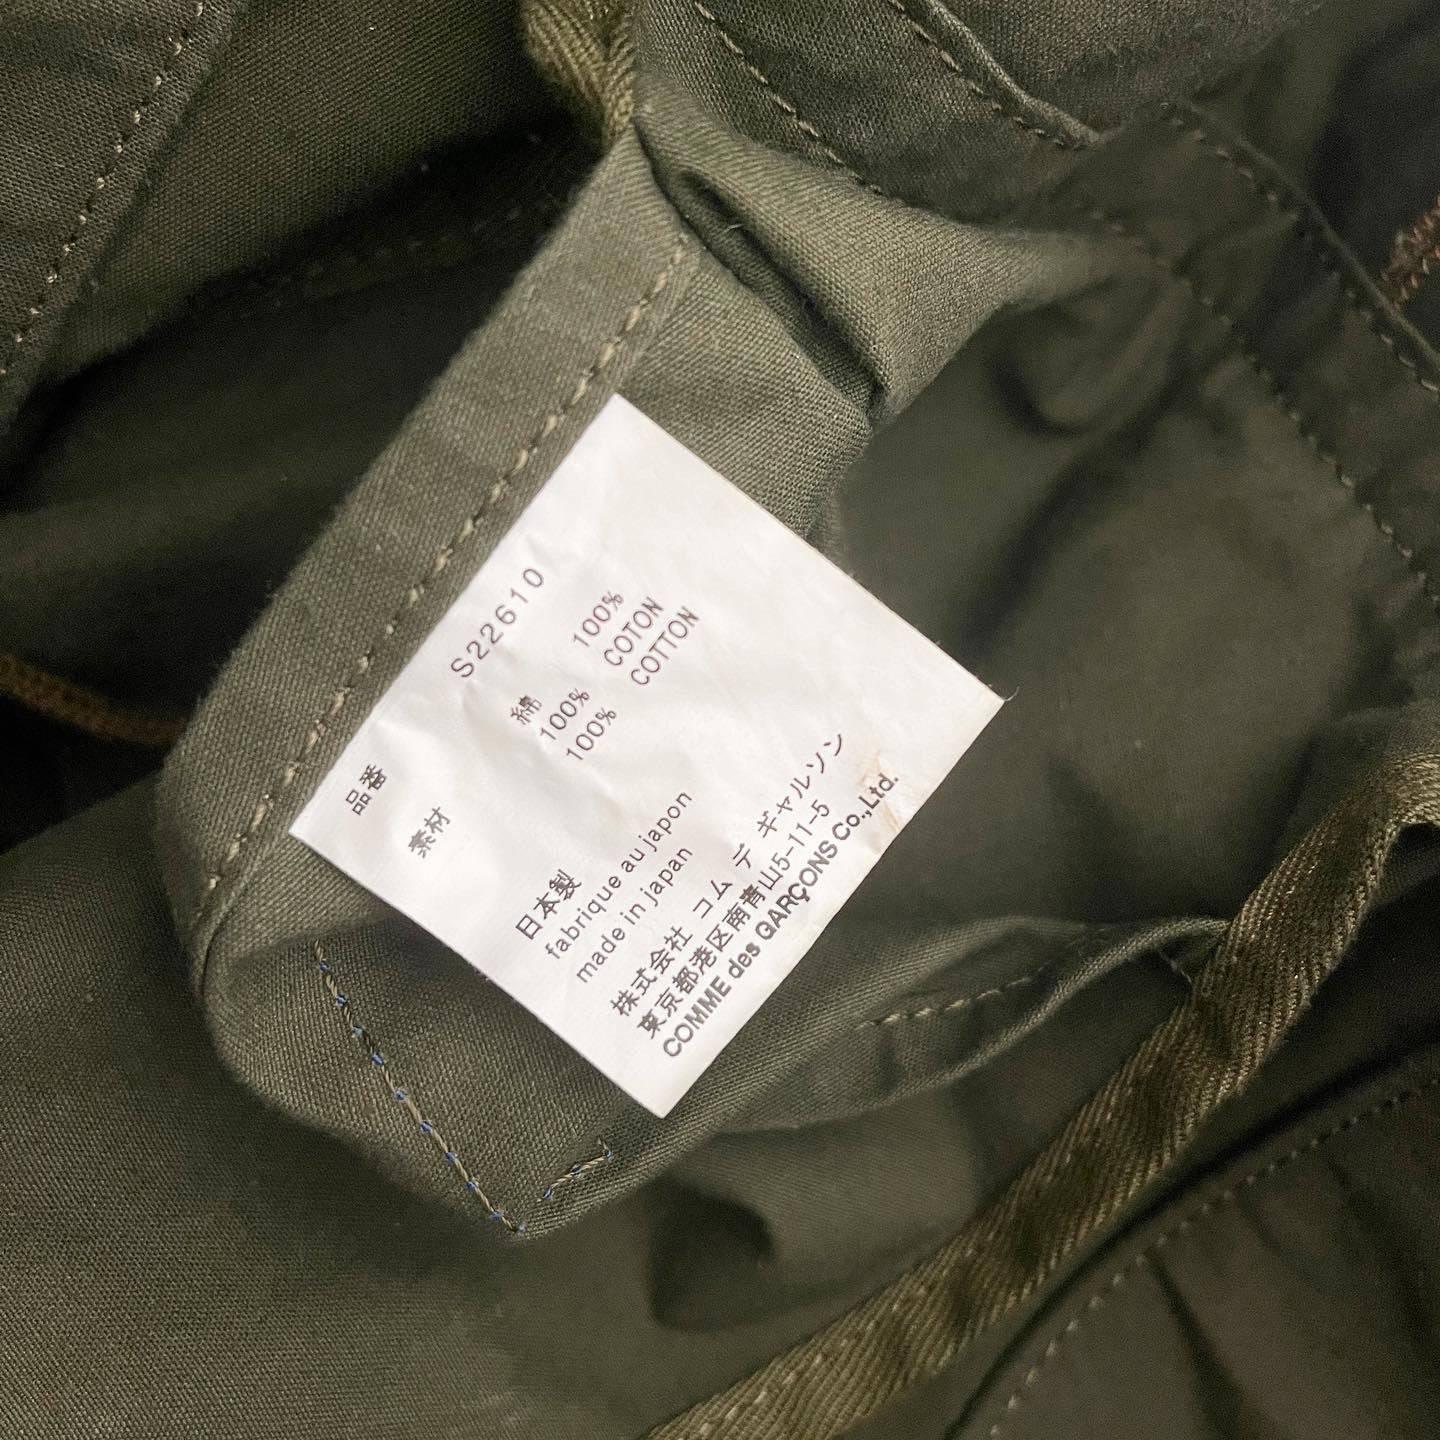 品番 S22610
素材 綿 100%
100% COTON
100% COTTON
日本製
fabriqué au japon
made in japan
株式会社 コム デ ギャルソン
東京都港区南青山5-11-5
COMME des GARÇONS Co.,Ltd.